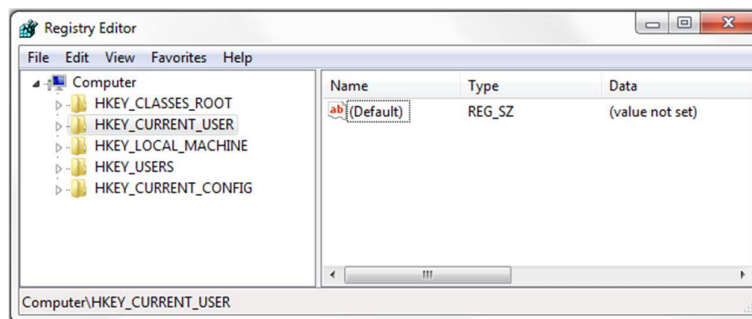 Registry Editor
File Edit View Favorites Help
Computer
HKEY_CLASSES_ROOT
HKEY_CURRENT_USER
HKEY_LOCAL_MACHINE
HKEY_USERS
HKEY_CURRENT_CONFIG
Name Type Data
ab (Default) REG_SZ (value not set)
Computer\HKEY_CURRENT_USER